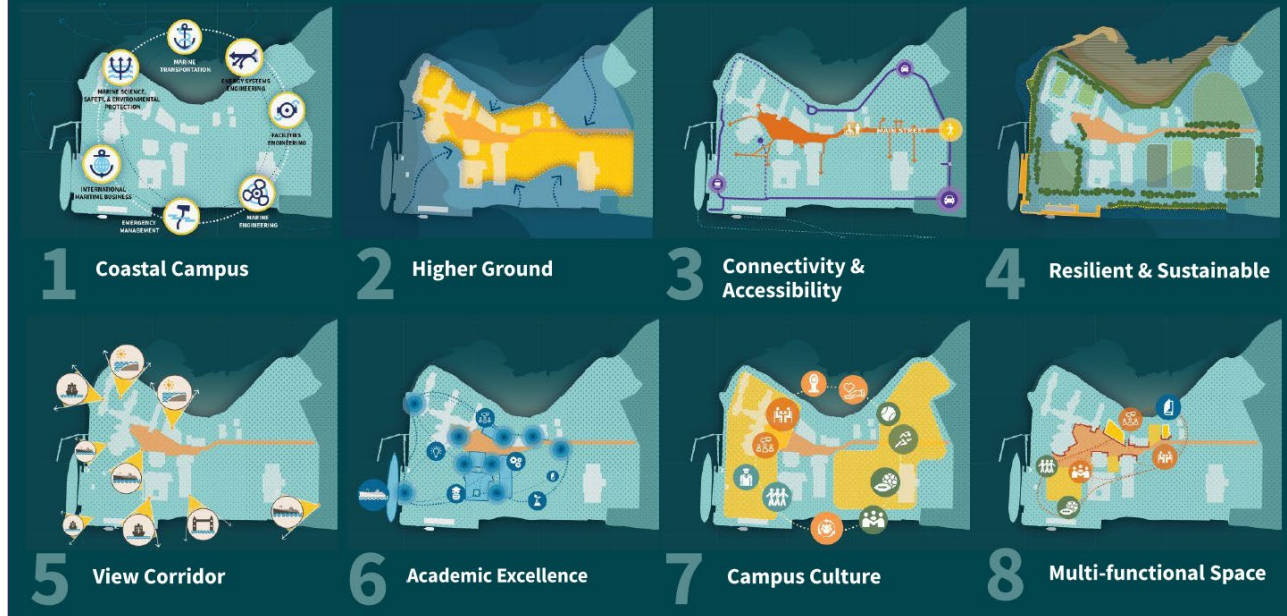 MARINE
TRANSPORTATION
ENERGY SYSTEMS
ENGINEERING
MARINE SCIENCE,
SAFETY, & ENVIRONMENTAL
PROTECTION
FACILITIES
ENGINEERING
INTERNATIONAL
MARITIME BUSINESS
EMERGENCY
MANAGEMENT
MARINE
ENGINEERING
1 Coastal Campus
2 Higher Ground
MAIN STREET
3 Connectivity &
Accessibility
4 Resilient & Sustainable
5 View Corridor
6 Academic Excellence
7 Campus Culture
8 Multi-functional Space